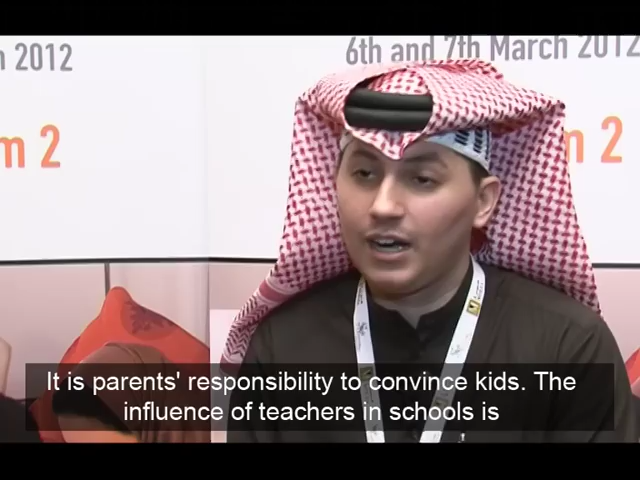 h 2012
6th and 7th March 2012
m 2
m 2
It is parents' responsibility to convince kids. The
influence of teachers in schools is